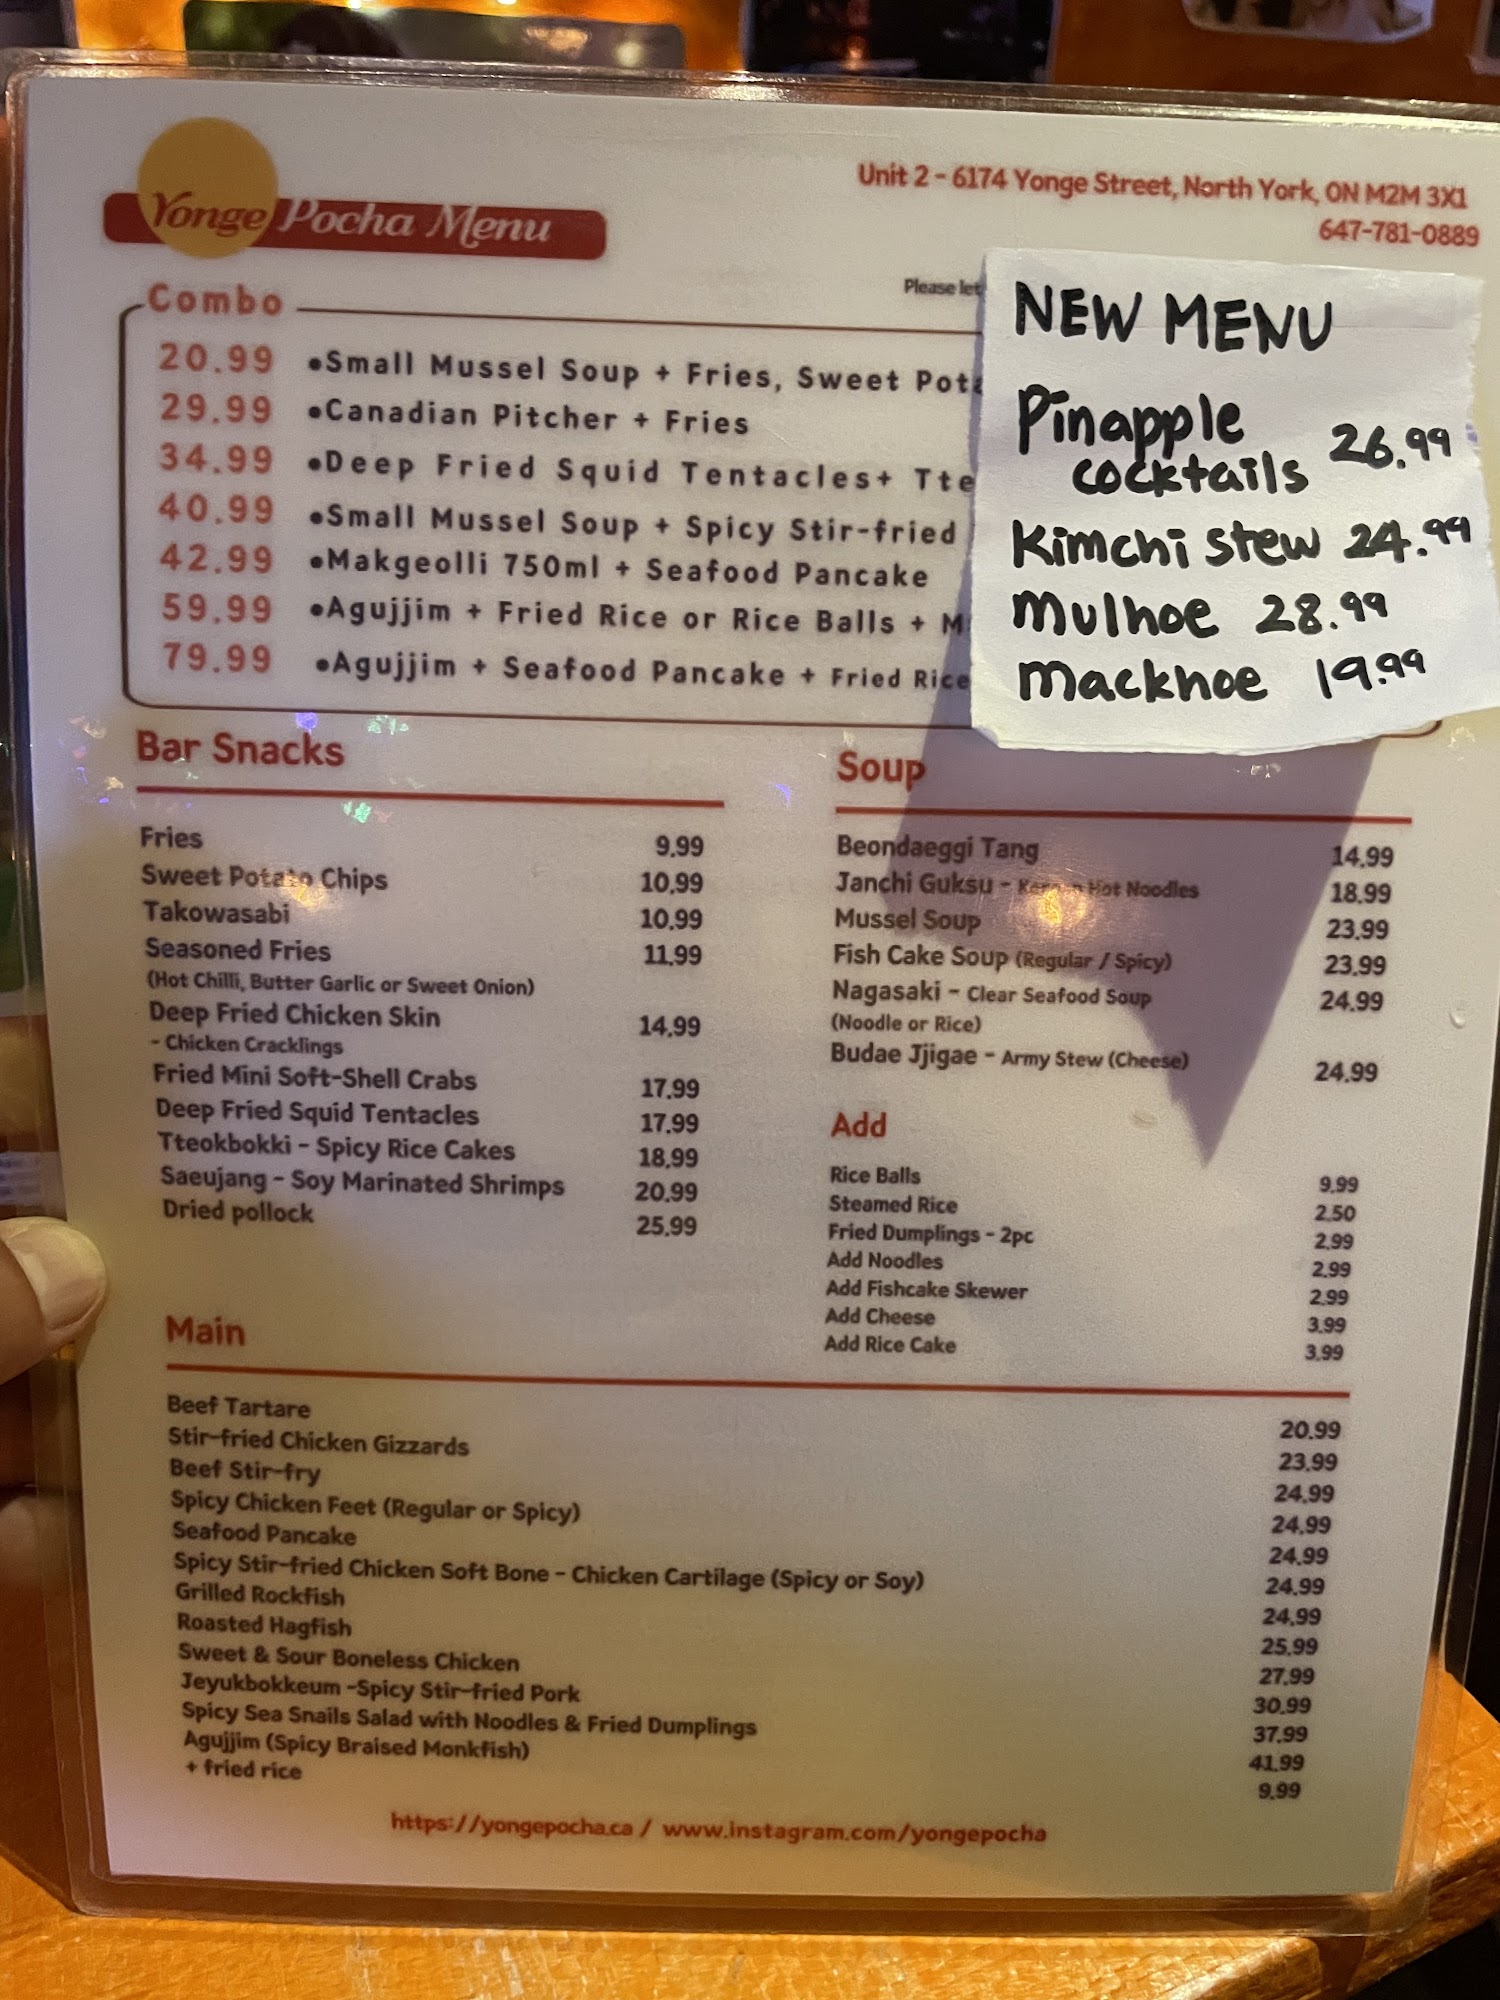 Yonge Pocha Menu
Unit 2 - 6174 Yonge Street, North York, ON M2M 3X1
647-781-0889
Please let
Combo
20.99 •Small Mussel Soup + Fries, Sweet
29.99 •Canadian Pitcher + Fries
34.99 •Deep Fried Squid Tentacles+
40.99 •Small Mussel Soup + Spicy Stir-fried
42.99 •Makgeolli 750ml + Seafood Pancake
59.99 •Agujjim + Fried Rice or Rice Balls +
79.99 •Agujjim + Seafood Pancake + Fried Rice
NEW MENU
Pinapple
cocktails 26.99
Kimchi stew 24.99
Mulhoe 28.99
Mackhoe 19.99
Bar Snacks
Fries 9.99
Sweet Potato Chips 10.99
Takowasabi 10.99
Seasoned Fries 11.99
(Hot Chilli, Butter Garlic or Sweet Onion)
Deep Fried Chicken Skin 14.99
- Chicken Cracklings
Fried Mini Soft-Shell Crabs 17.99
Deep Fried Squid Tentacles 17.99
Tteokbokki - Spicy Rice Cakes 18.99
Saeujang - Soy Marinated Shrimps 20.99
Dried pollock 25.99
Soup
Beondaeggi Tang 14.99
Janchi Guksu - Korean Hot Noodles 18.99
Mussel Soup 23.99
Fish Cake Soup (Regular / Spicy) 23.99
Nagasaki - Clear Seafood Soup 24.99
(Noodle or Rice)
Budae Jjigae - Army Stew (Cheese) 24.99
Add
Rice Balls 9.99
Steamed Rice 2.50
Fried Dumplings - 2pc 2.99
Add Noodles 2.99
Add Fishcake Skewer 2.99
Add Cheese 3.99
Add Rice Cake 3.99
Main
Beef Tartare 20.99
Stir-fried Chicken Gizzards 23.99
Beef Stir-fry 24.99
Spicy Chicken Feet (Regular or Spicy) 24.99
Seafood Pancake 24.99
Spicy Stir-fried Chicken Soft Bone - Chicken Cartilage (Spicy or Soy) 24.99
Grilled Rockfish 24.99
Roasted Hagfish 25.99
Sweet & Sour Boneless Chicken 27.99
Jeyukbokkeum -Spicy Stir-fried Pork 30.99
Spicy Sea Snails Salad with Noodles & Fried Dumplings 37.99
Agujjim (Spicy Braised Monkfish) 41.99
+ fried rice 9.99
https://yongepocha.ca / www.instagram.com/yongepocha